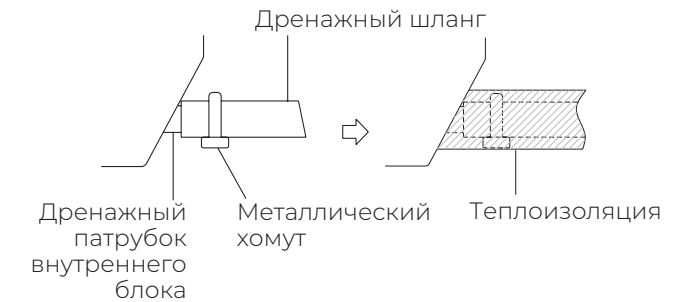 Дренажный шланг
Дренажный
патрубок
внутреннего
блока
Металлический
хомут
Теплоизоляция